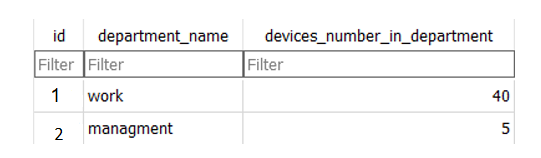 id department_name devices_number_in_department
Filter Filter Filter
1 work 40
2 managment 5